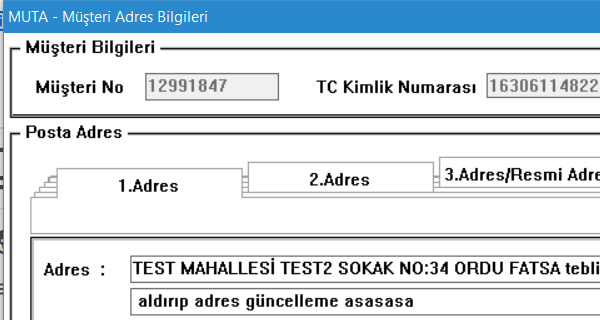 MUTA - Müşteri Adres Bilgileri
Müşteri Bilgileri
Müşteri No 12991847 TC Kimlik Numarası 16306114822
Posta Adres
1.Adres 2.Adres 3.Adres/Resmi Adre
Adres : TEST MAHALLESİ TEST2 SOKAK NO:34 ORDU FATSA tebli
aldırıp adres güncelleme asasasa